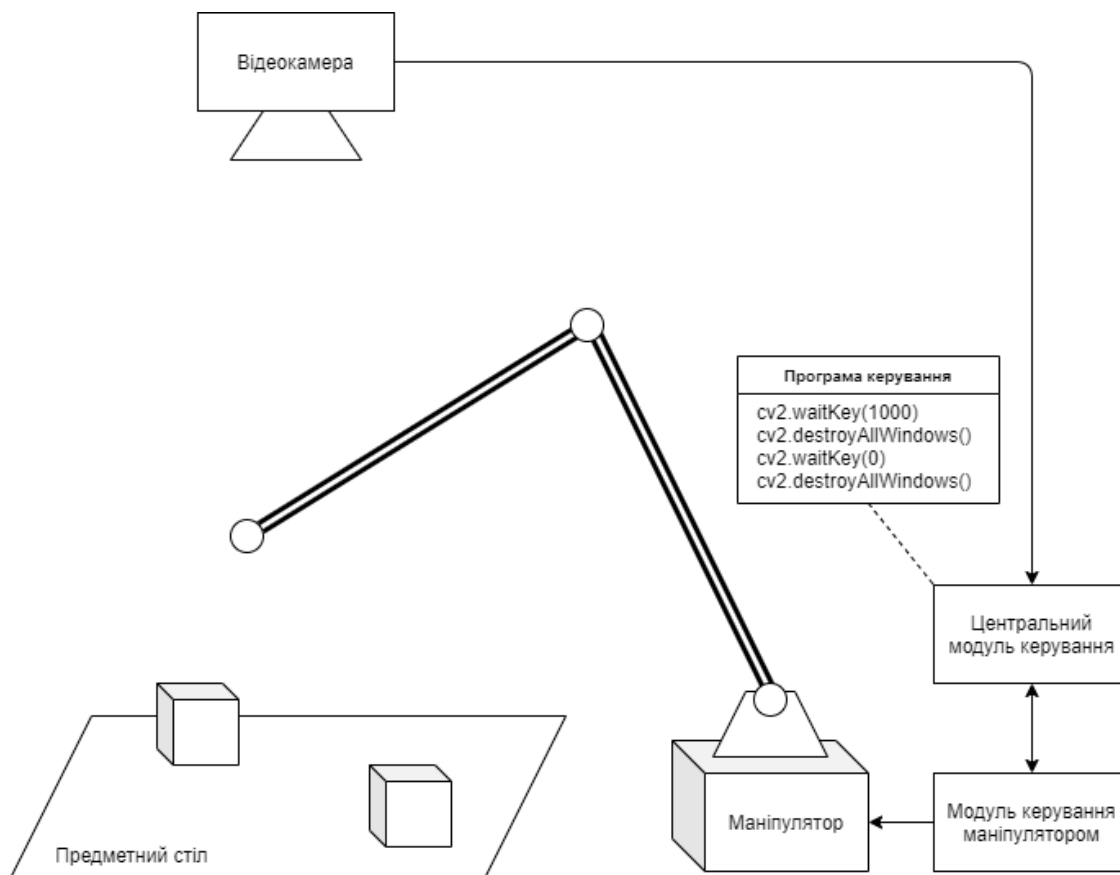 Відеокамера
Програма керування
cv2.waitKey(1000)
cv2.destroyAllWindows()
cv2.waitKey(0)
cv2.destroyAllWindows()
Центральний
модуль керування
Маніпулятор
Модуль керування
маніпулятором
Предметний стіл